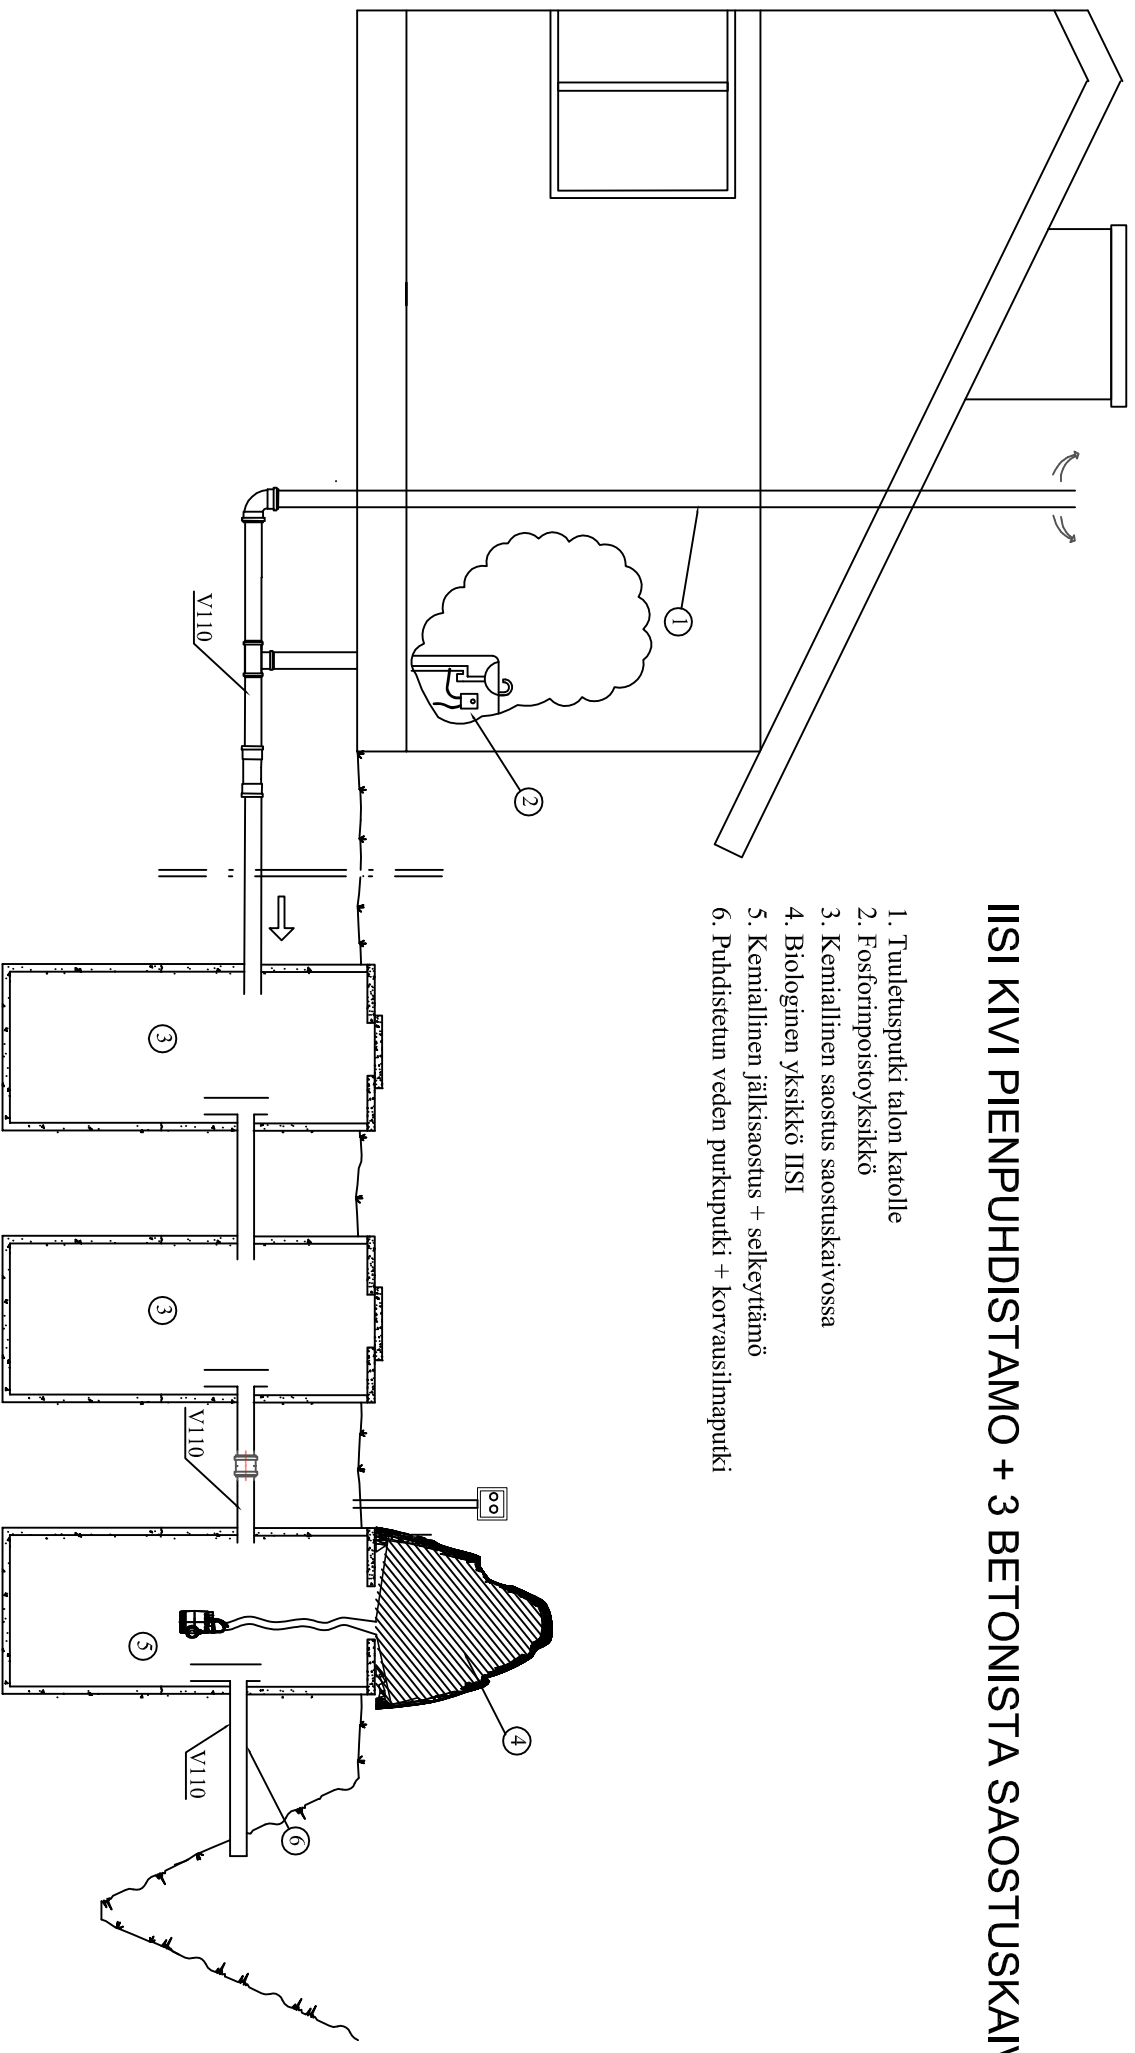 IISI KIVI PIENPUHDISTAMO + 3 BETONISTA
1. Tuuletusputki talon katolle
2. Fosforinpoistoyksikkö
3. Kemiallinen saostus saostuskaivossa
4. Biologinen yksikkö IISI
5. Kemiallinen jälkisaostus + selkeyttämö
6. Puhdistetun veden purkuputki + korvausilmaputki
1
2
V110
3
3
V110
4
5
6
V110